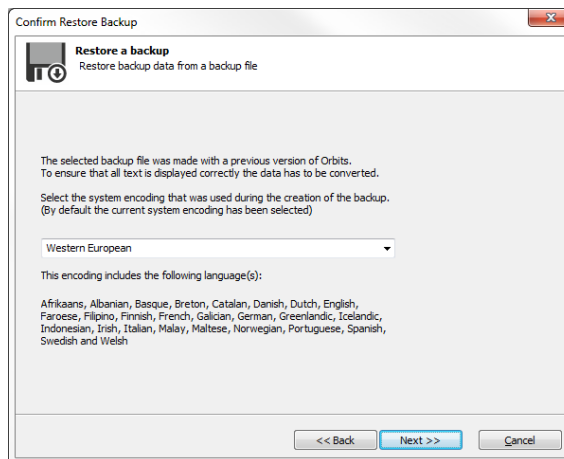 Confirm Restore Backup
Restore a backup
Restore backup data from a backup file
The selected backup file was made with a previous version of Orbits.
To ensure that all text is displayed correctly the data has to be converted.
Select the system encoding that was used during the creation of the backup.
(By default the current system encoding has been selected)
Western European
This encoding includes the following language(s):
Afrikaans, Albanian, Basque, Breton, Catalan, Danish, Dutch, English,
Faroese, Filipino, Finnish, French, Galician, German, Greenlandic, Icelandic,
Indonesian, Irish, Italian, Malay, Maltese, Norwegian, Portuguese, Spanish,
Swedish and Welsh
<< Back Next >> Cancel